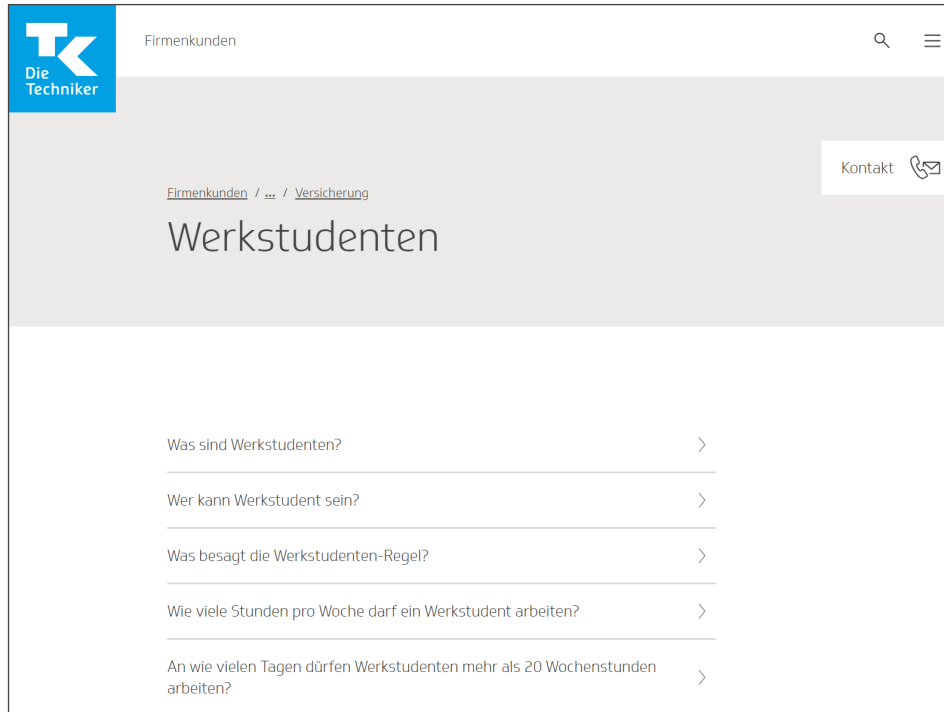 TK
Die
Techniker
Firmenkunden
Kontakt
Firmenkunden / ... / Versicherung
Werkstudenten
Was sind Werkstudenten?
Wer kann Werkstudent sein?
Was besagt die Werkstudenten-Regel?
Wie viele Stunden pro Woche darf ein Werkstudent arbeiten?
An wie vielen Tagen dürfen Werkstudenten mehr als 20 Wochenstunden
arbeiten?